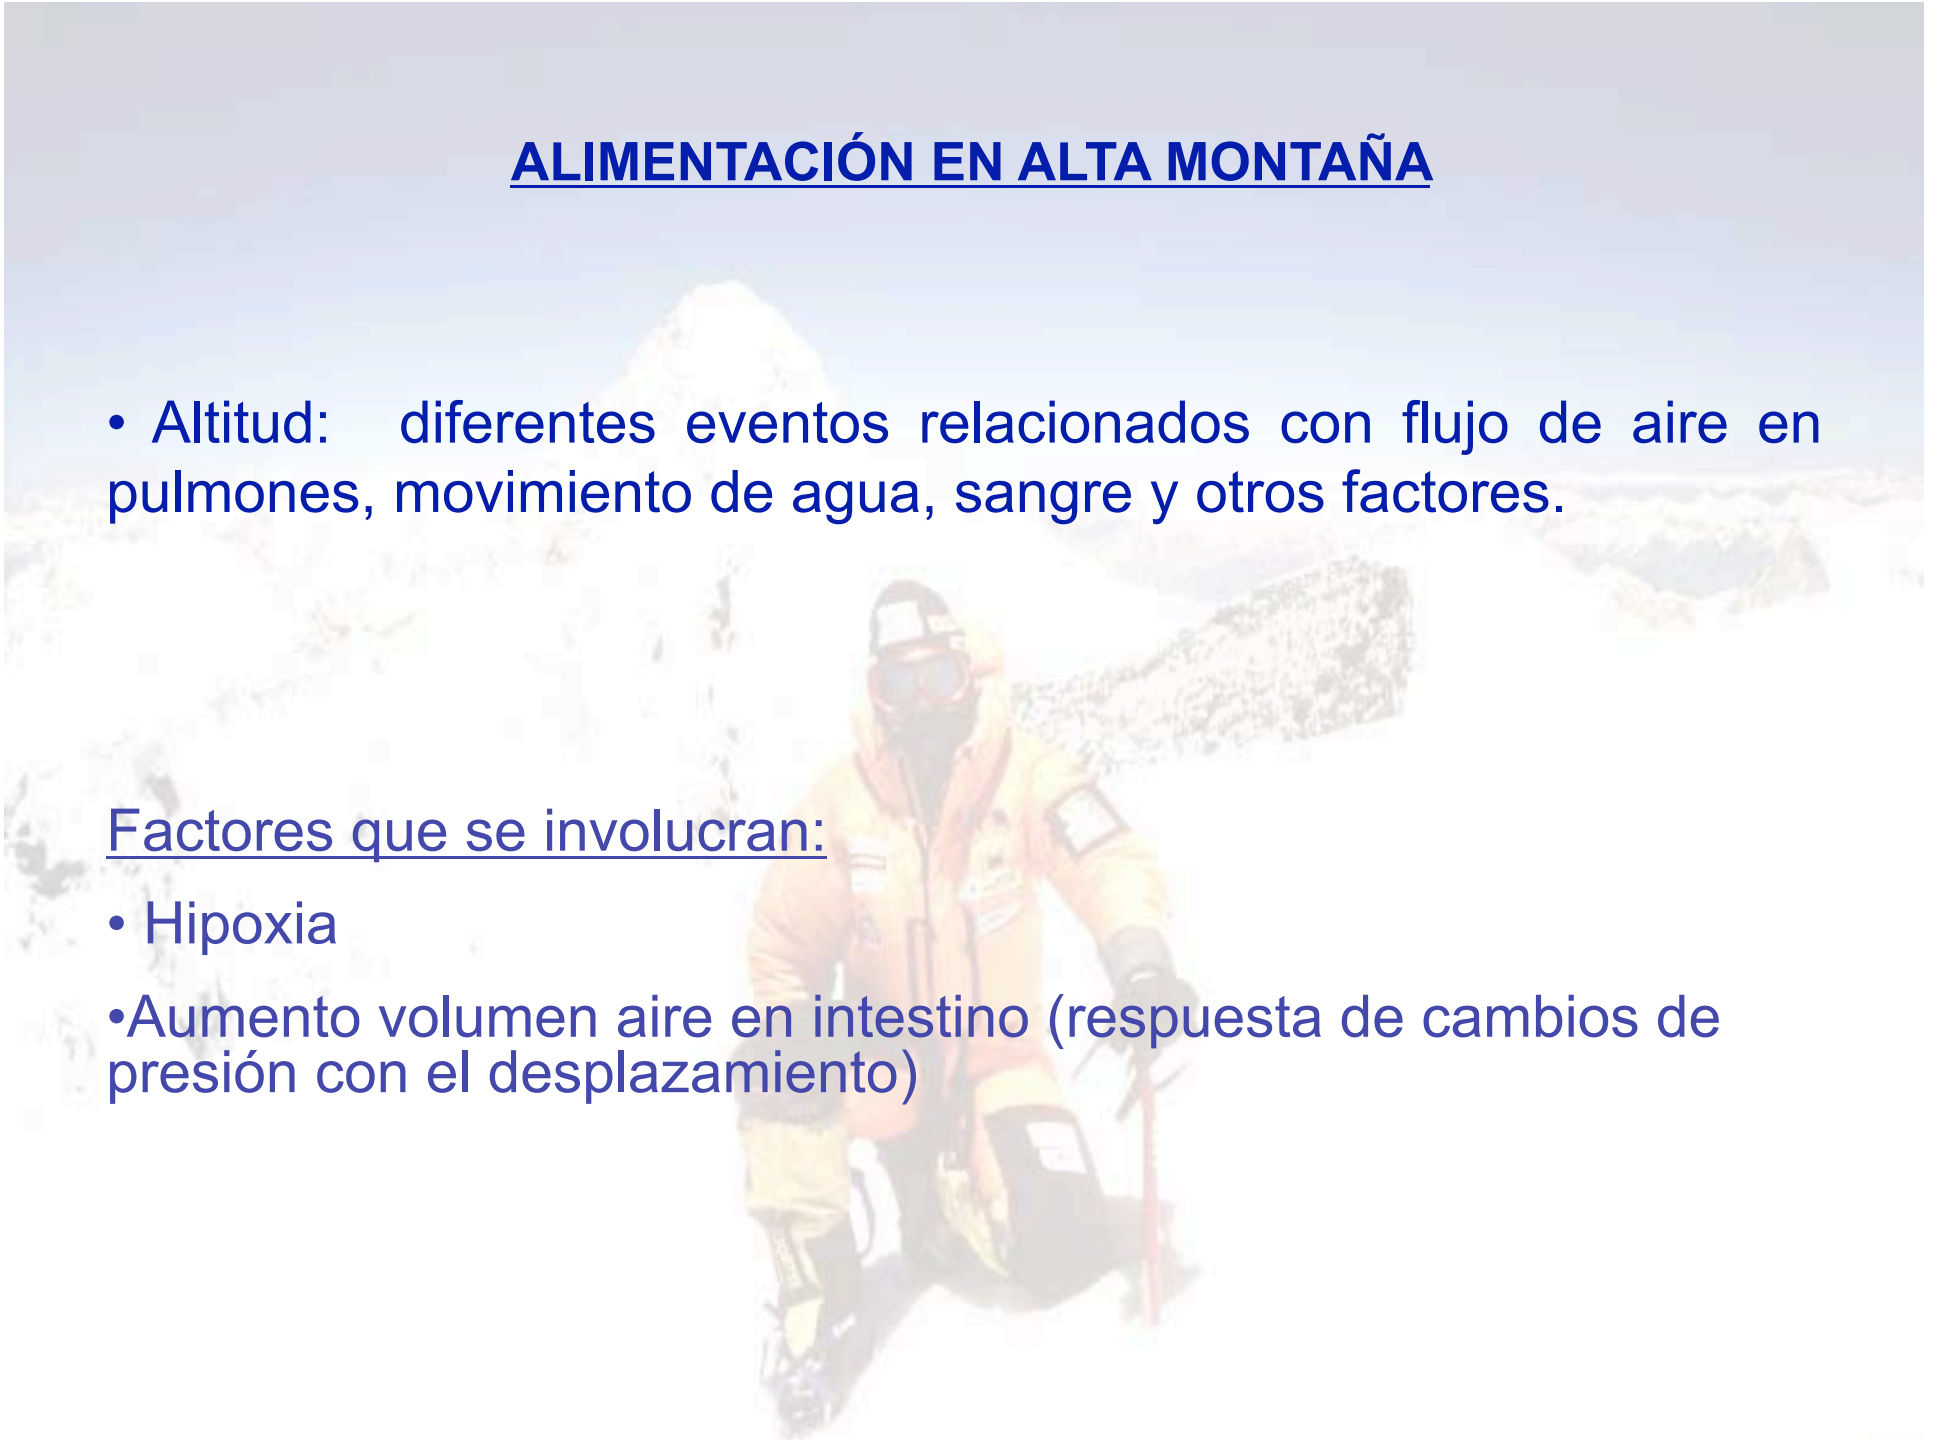 ALIMENTACIÓN EN ALTA MONTAÑA
• Altitud: diferentes eventos relacionados con flujo de aire en
pulmones, movimiento de agua, sangre y otros factores.
Factores que se involucran:
• Hipoxia
•Aumento volumen aire en intestino (respuesta de cambios de
presión con el desplazamiento)